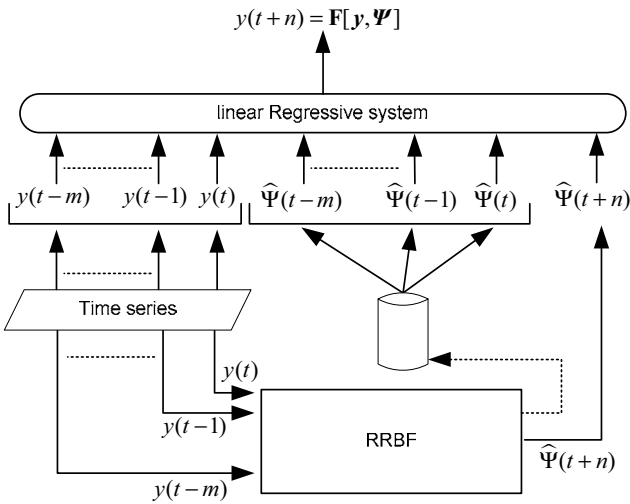 y(t+n) = F[y,Ψ]
linear Regressive system
y(t−m) y(t−1) y(t) Ψ̂(t−m) Ψ̂(t−1) Ψ̂(t) Ψ̂(t+n)
Time series
y(t)
y(t−1)
RRBF
Ψ̂(t+n)
y(t−m)